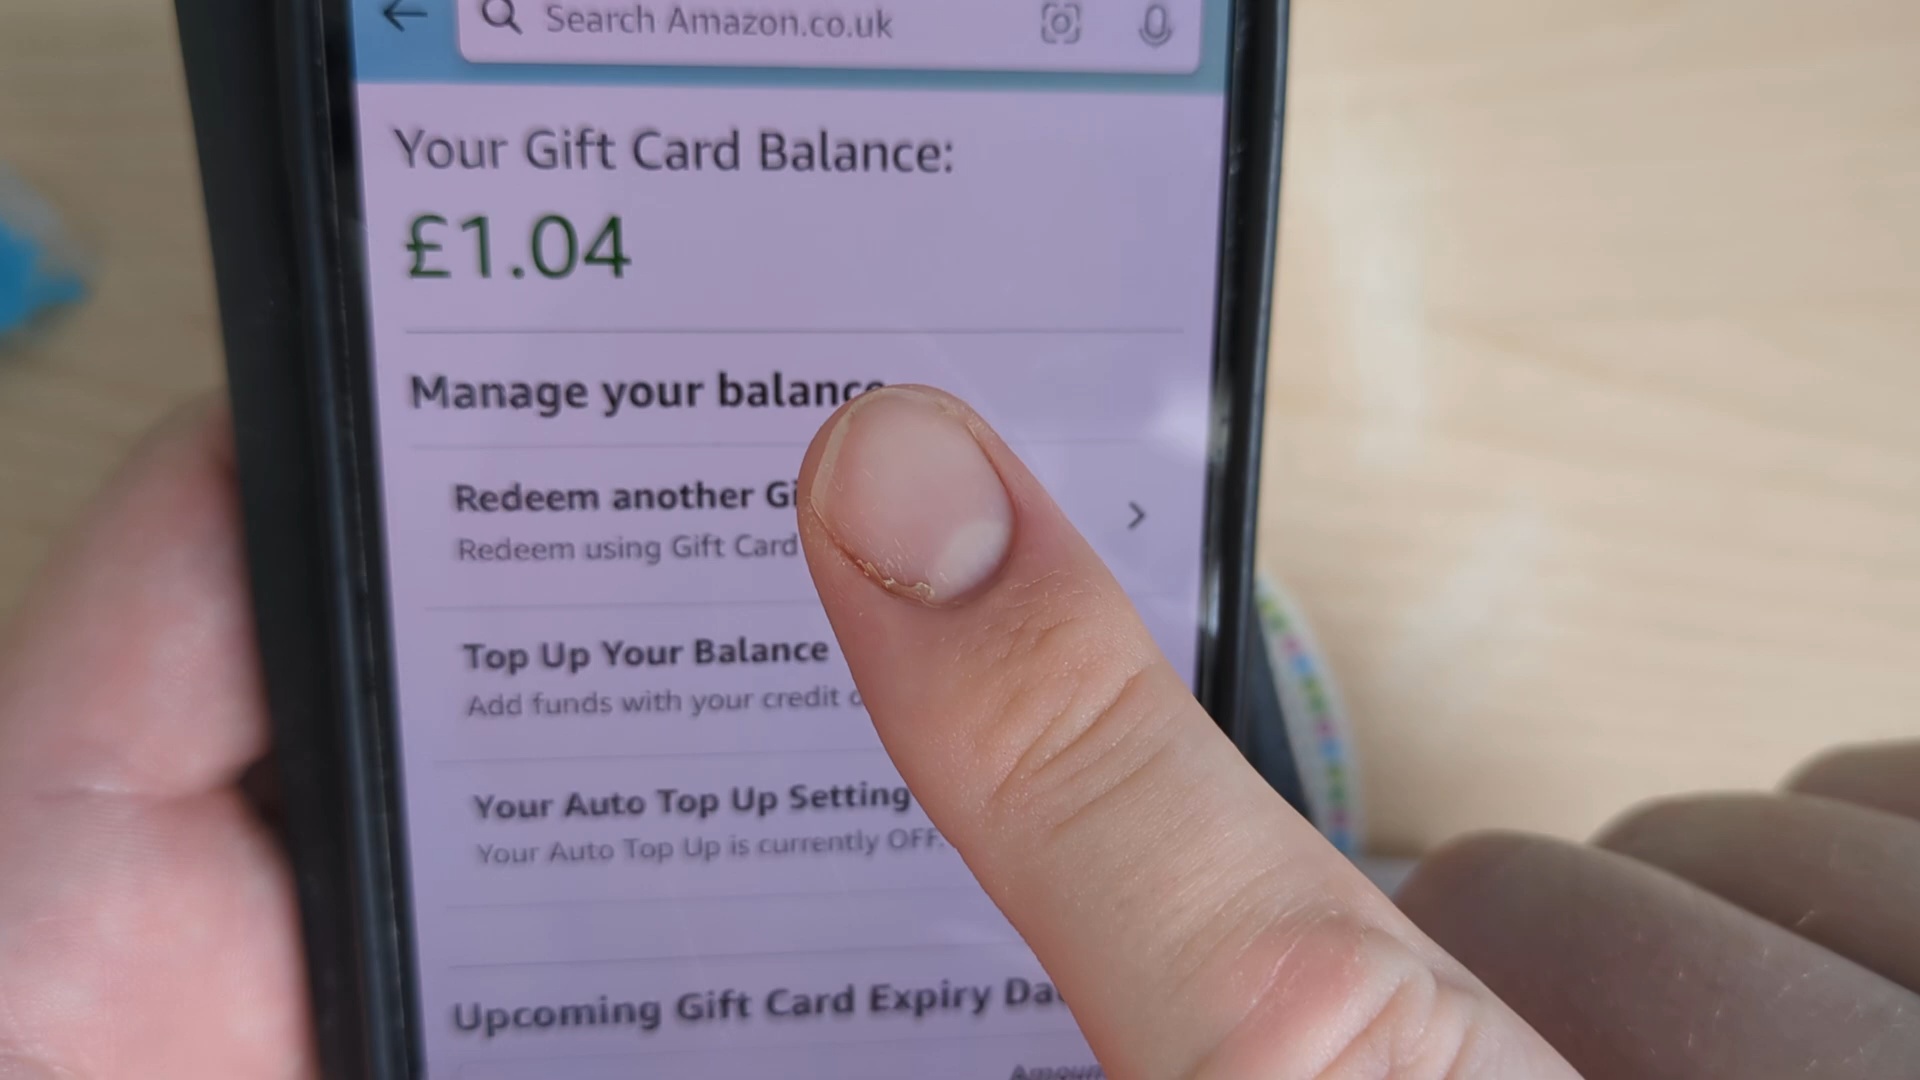 Search Amazon.co.uk
Your Gift Card Balance:
£1.04
Manage your balance
Redeem another
Redeem using Gift Card
Top Up Your Balance
Add funds with your credit
Your Auto Top Up Setting
Your Auto Top Up is currently OFF.
Upcoming Gift Card Expiry